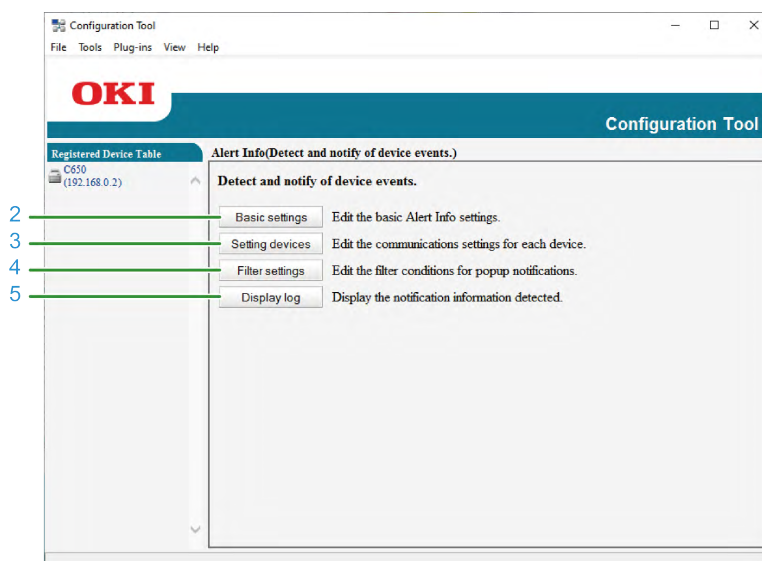 Configuration Tool
File Tools Plug-ins View Help
OKI
Configuration Tool
Registered Device Table
Alert Info(Detect and notify of device events.)
C650
(192.168.0.2)
Detect and notify of device events.
2 Basic settings Edit the basic Alert Info settings.
3 Setting devices Edit the communications settings for each device.
4 Filter settings Edit the filter conditions for popup notifications.
5 Display log Display the notification information detected.